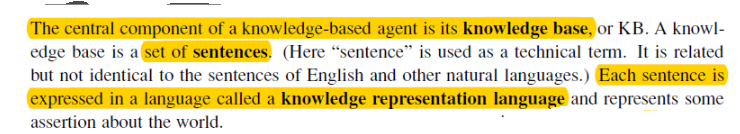 The central component of a knowledge-based agent is its knowledge base, or KB. A knowl-
edge base is a set of sentences. (Here “sentence” is used as a technical term. It is related
but not identical to the sentences of English and other natural languages.) Each sentence is
expressed in a language called a knowledge representation language and represents some
assertion about the world.